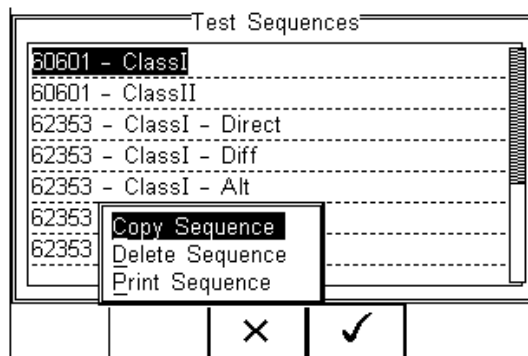 Test Sequences
60601 - ClassI
60601 - ClassII
62353 - ClassI - Direct
62353 - ClassI - Diff
62353 - ClassI - Alt
62353
62353
Copy Sequence
Delete Sequence
Print Sequence